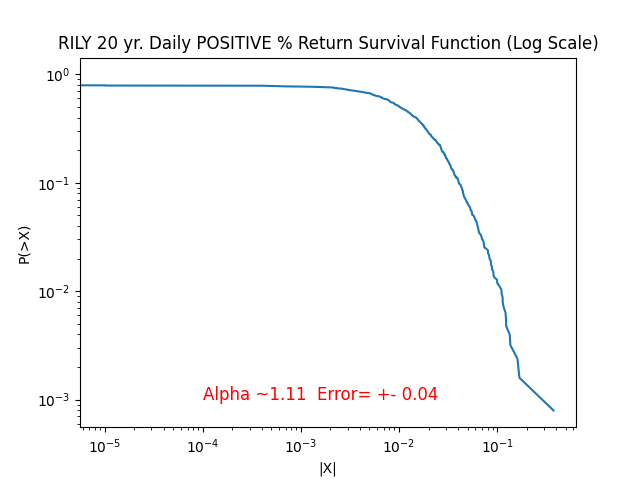 RILY 20 yr. Daily POSITIVE % Return Survival Function (Log Scale)
10⁰
10⁻¹
10⁻²
10⁻³
P(>X)
Alpha ~1.11  Error= +- 0.04
10⁻⁵ 10⁻⁴ 10⁻³ 10⁻² 10⁻¹
|X|